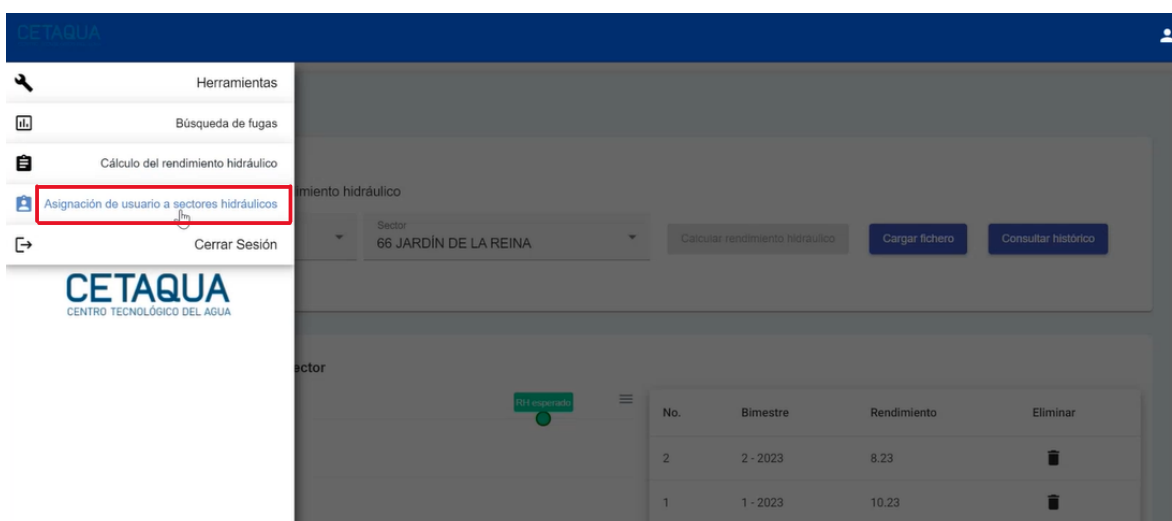 CETAQUA
Herramientas
Búsqueda de fugas
Cálculo del rendimiento hidráulico
Asignación de usuario a sectores hidráulicos
Cerrar Sesión
CETAQUA
CENTRO TECNOLÓGICO DEL AGUA
imiento hidráulico
Sector
66 JARDÍN DE LA REINA
Calcular rendimiento hidráulico
Cargar fichero
Consultar histórico
ector
RH esperado
No. Bimestre Rendimiento Eliminar
2 2 - 2023 8.23
1 1 - 2023 10.23